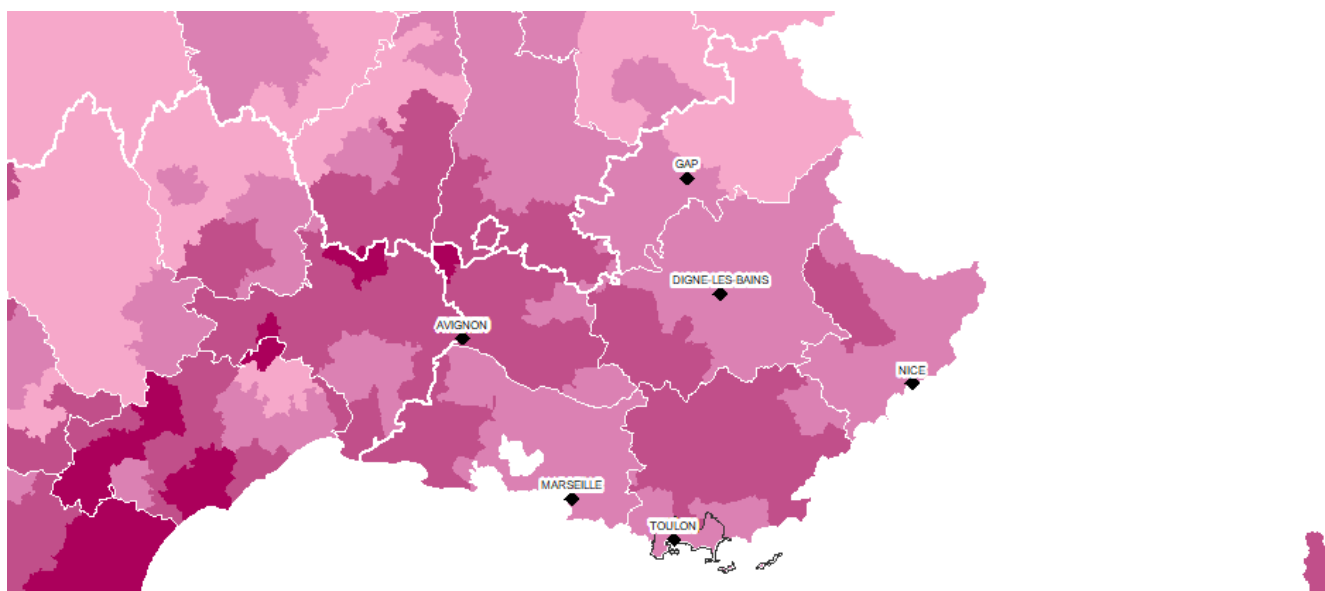 GAP
DIGNE-LES-BAINS
AVIGNON
NICE
MARSEILLE
TOULON